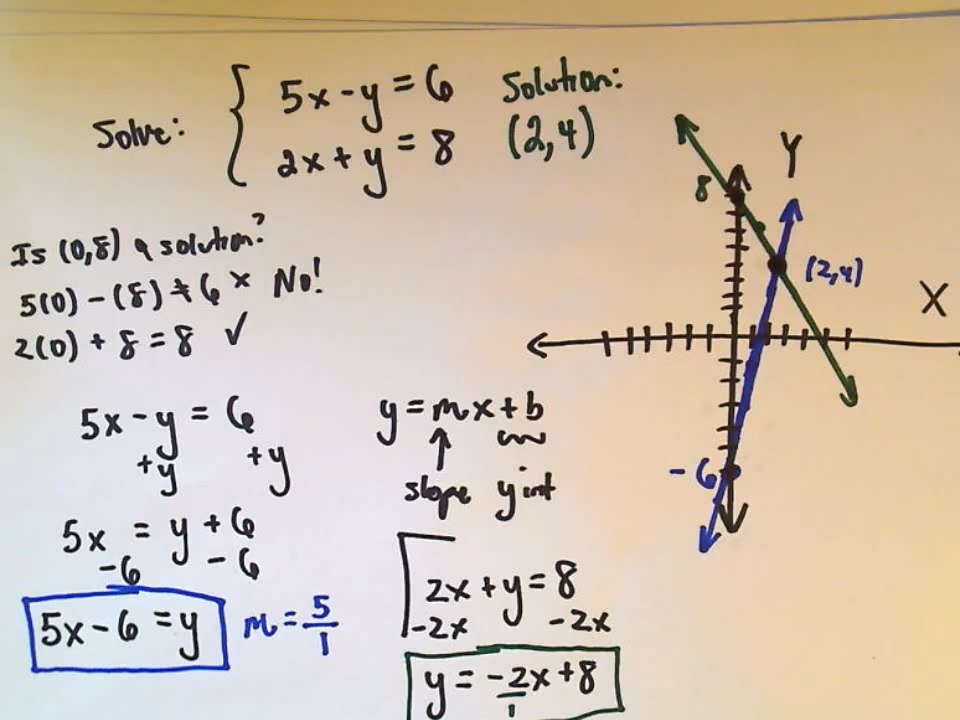 Solve: { 5x - y = 6
2x + y = 8
Solution:
(2,4)
Is (0,8) a solution?
5(0) - (8) ≠ 6 × No!
2(0) + 8 = 8 ✓
5x - y = 6
+y +y
5x = y + 6
-6 - 6
5x - 6 = y
m = 5/1
y = mx + b
slope y int
2x + y = 8
-2x -2x
y = -2/1x + 8
Y
8
(2,4)
X
-6